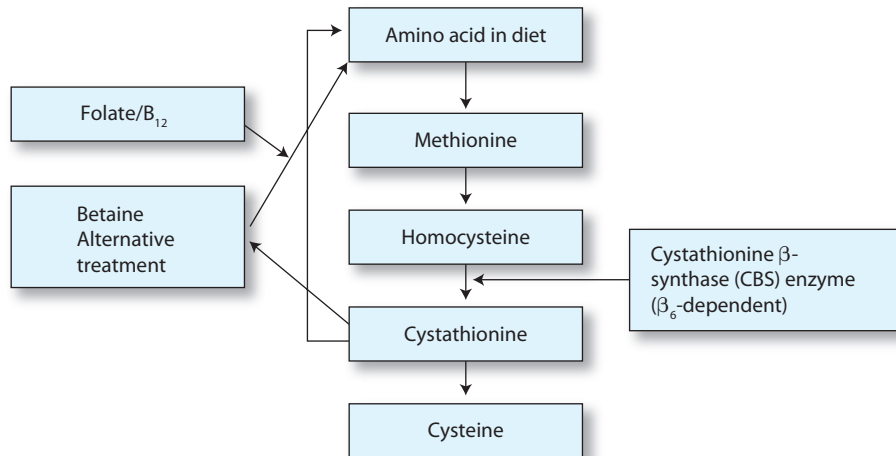 Amino acid in diet
Folate/B₁₂
Methionine
Betaine
Alternative
treatment
Homocysteine
Cystathionine β-
synthase (CBS) enzyme
(β₆-dependent)
Cystathionine
Cysteine